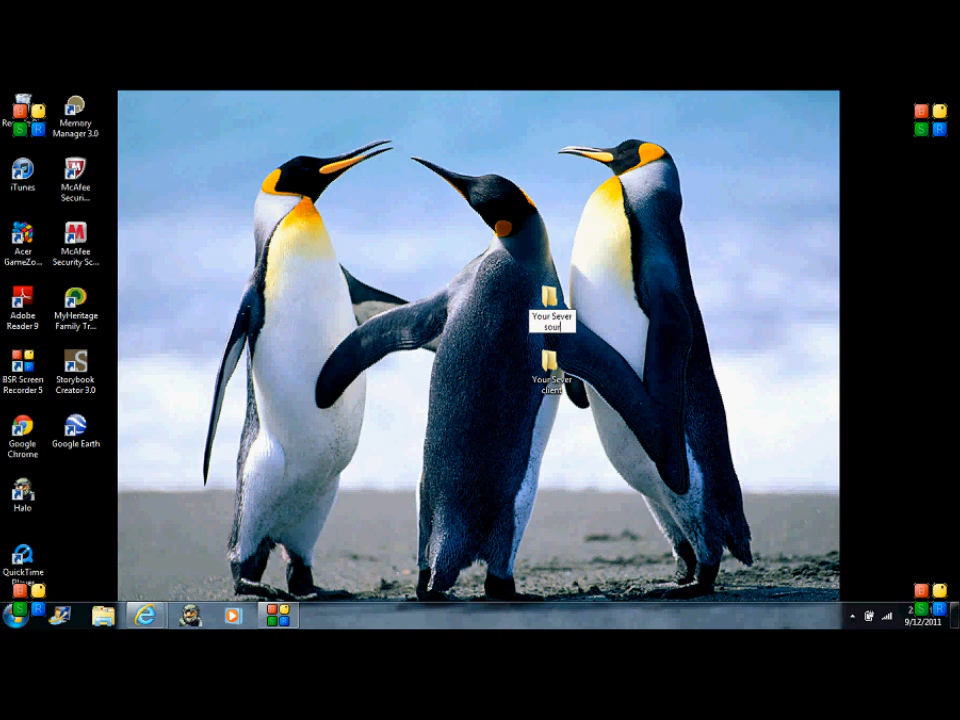 Memory
Manager 3.0
iTunes
McAfee
Securi...
Acer
GameZo...
McAfee
Security Sc...
Adobe
Reader 9
MyHeritage
Family Tr...
BSR Screen
Recorder 5
Storybook
Creator 3.0
Google
Chrome
Google Earth
Halo
QuickTime
Your Sever
sour
Your Sever
client
B
S R
B
S R
B
S R
B
S R
9/12/2011